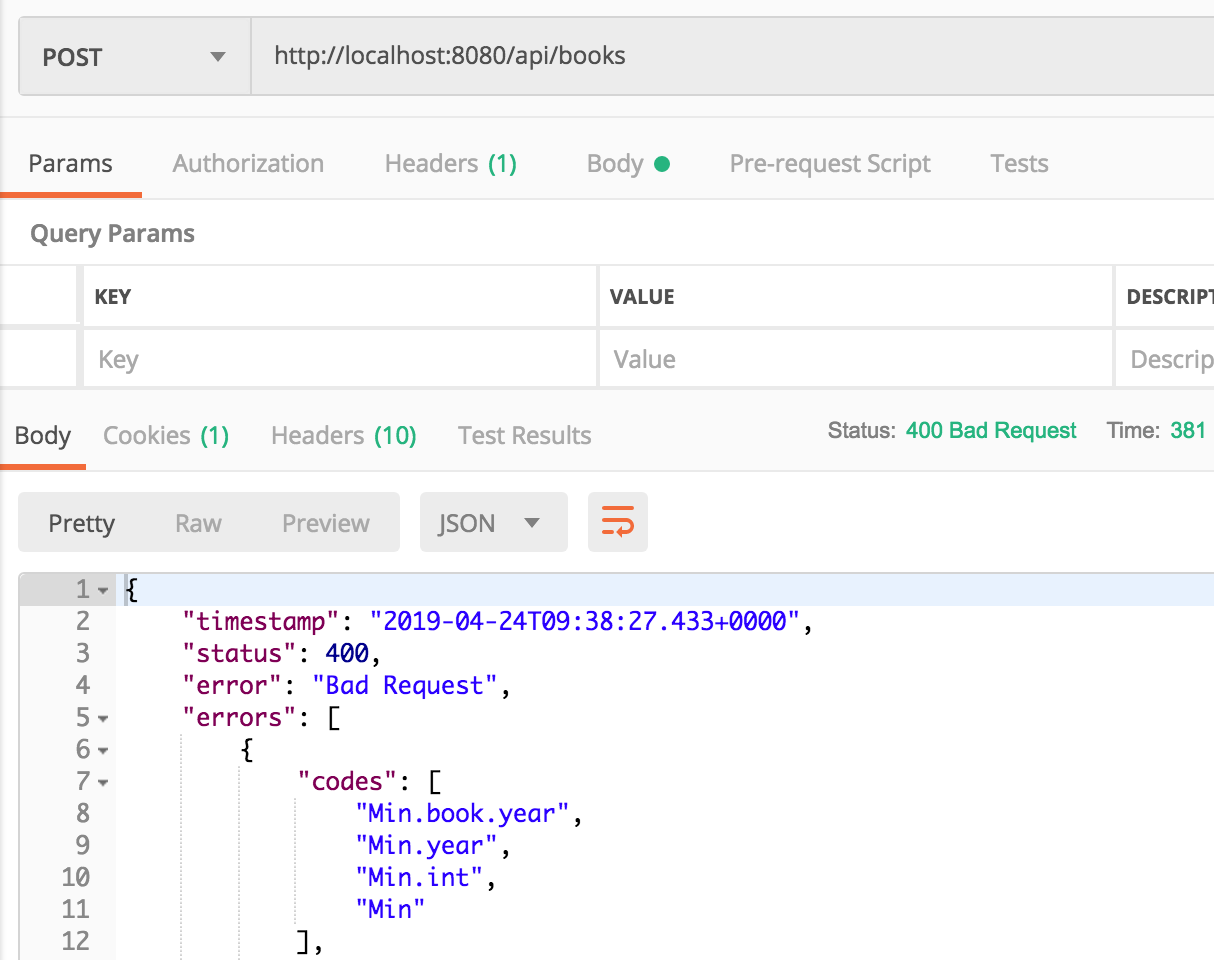 POST http://localhost:8080/api/books
Params Authorization Headers (1) Body Pre-request Script Tests
Query Params
KEY VALUE DESCRIPT
Key Value Descrip
Body Cookies (1) Headers (10) Test Results Status: 400 Bad Request Time: 381
Pretty Raw Preview JSON
1 {
2 "timestamp": "2019-04-24T09:38:27.433+0000",
3 "status": 400,
4 "error": "Bad Request",
5 "errors": [
6 {
7 "codes": [
8 "Min.book.year",
9 "Min.year",
10 "Min.int",
11 "Min"
12 ],